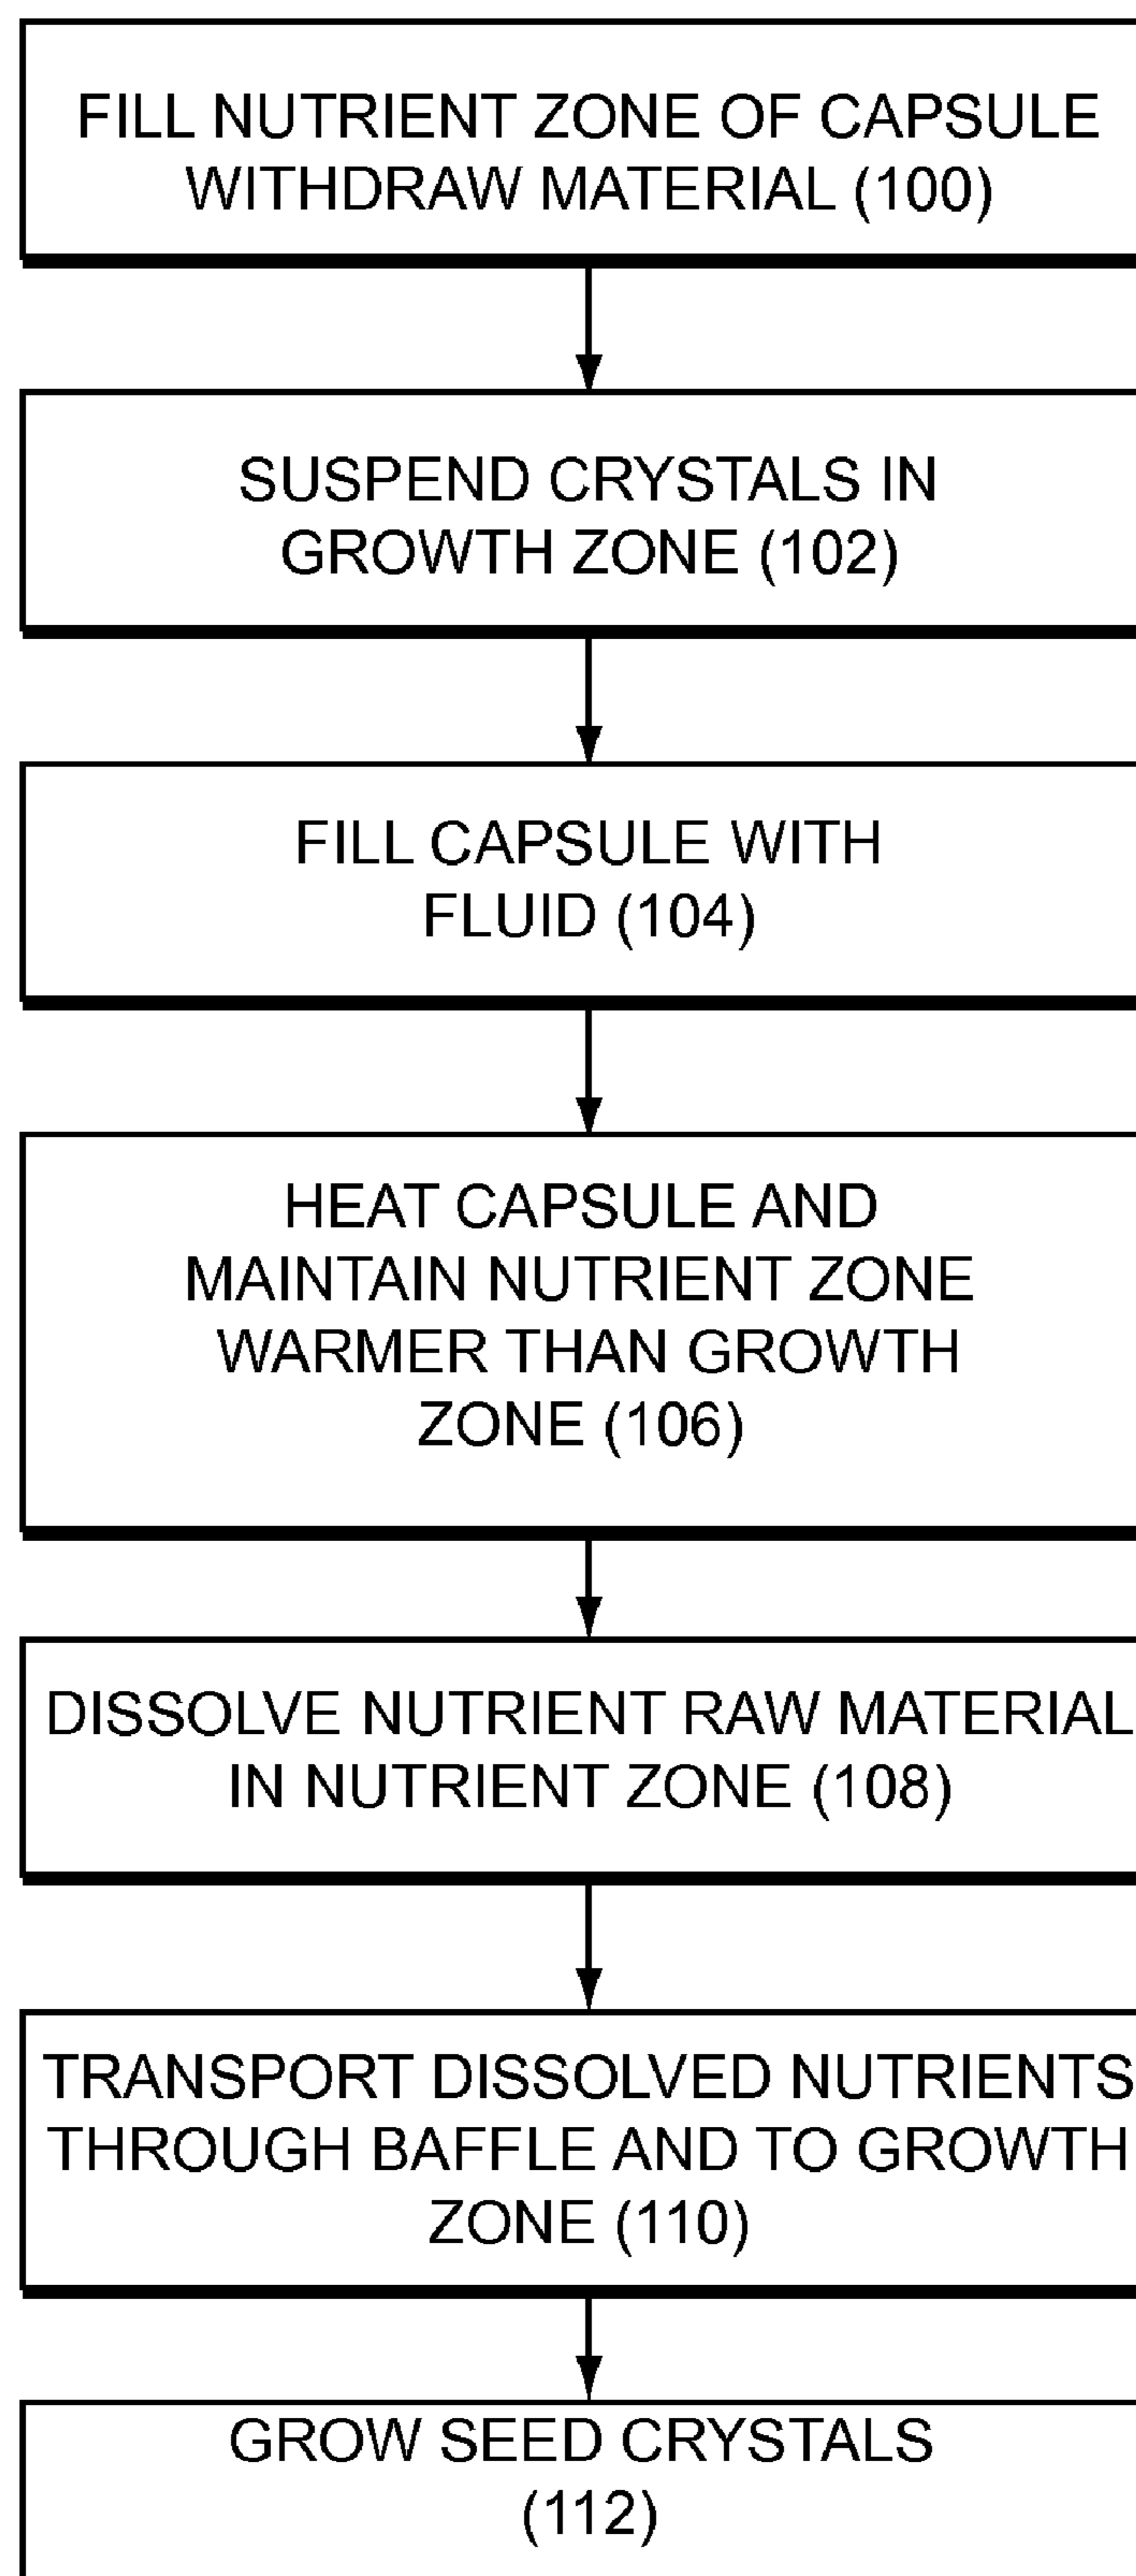 FILL NUTRIENT ZONE OF CAPSULE
WITHDRAW MATERIAL (100)
SUSPEND CRYSTALS IN
GROWTH ZONE (102)
FILL CAPSULE WITH
FLUID (104)
HEAT CAPSULE AND
MAINTAIN NUTRIENT ZONE
WARMER THAN GROWTH
ZONE (106)
DISSOLVE NUTRIENT RAW MATERIAL
IN NUTRIENT ZONE (108)
TRANSPORT DISSOLVED NUTRIENTS
THROUGH BAFFLE AND TO GROWTH
ZONE (110)
GROW SEED CRYSTALS
(112)